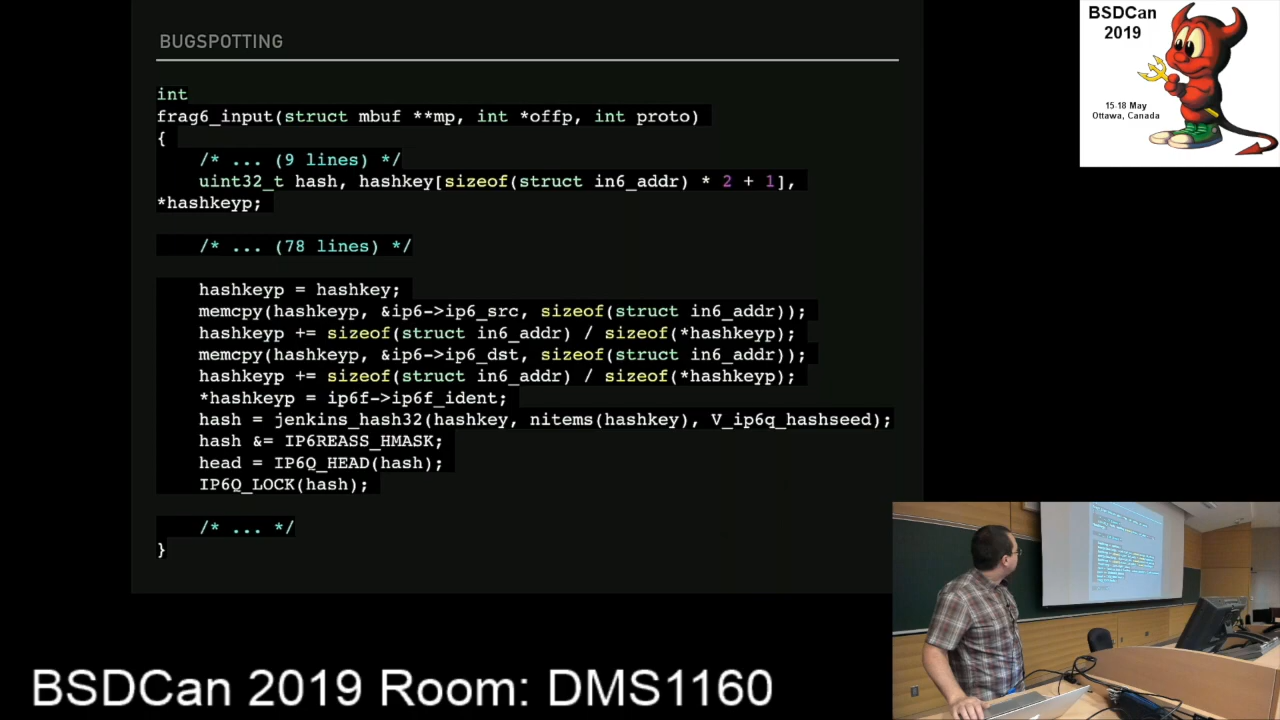 BUGSPOTTING
int
frag6_input(struct mbuf **mp, int *offp, int proto)
{
/* ... (9 lines) */
uint32_t hash, hashkey[sizeof(struct in6_addr) * 2 + 1],
*hashkeyp;
/* ... (78 lines) */
hashkeyp = hashkey;
memcpy(hashkeyp, &ip6->ip6_src, sizeof(struct in6_addr));
hashkeyp += sizeof(struct in6_addr) / sizeof(*hashkeyp);
memcpy(hashkeyp, &ip6->ip6_dst, sizeof(struct in6_addr));
hashkeyp += sizeof(struct in6_addr) / sizeof(*hashkeyp);
*hashkeyp = ip6f->ip6f_ident;
hash = jenkins_hash32(hashkey, nitems(hashkey), V_ip6q_hashseed);
hash &= IP6REASS_HMASK;
head = IP6Q_HEAD(hash);
IP6Q_LOCK(hash);
/* ... */
}
BSDCan
2019
15-18 May
Ottawa, Canada
BSDCan 2019 Room: DMS1160